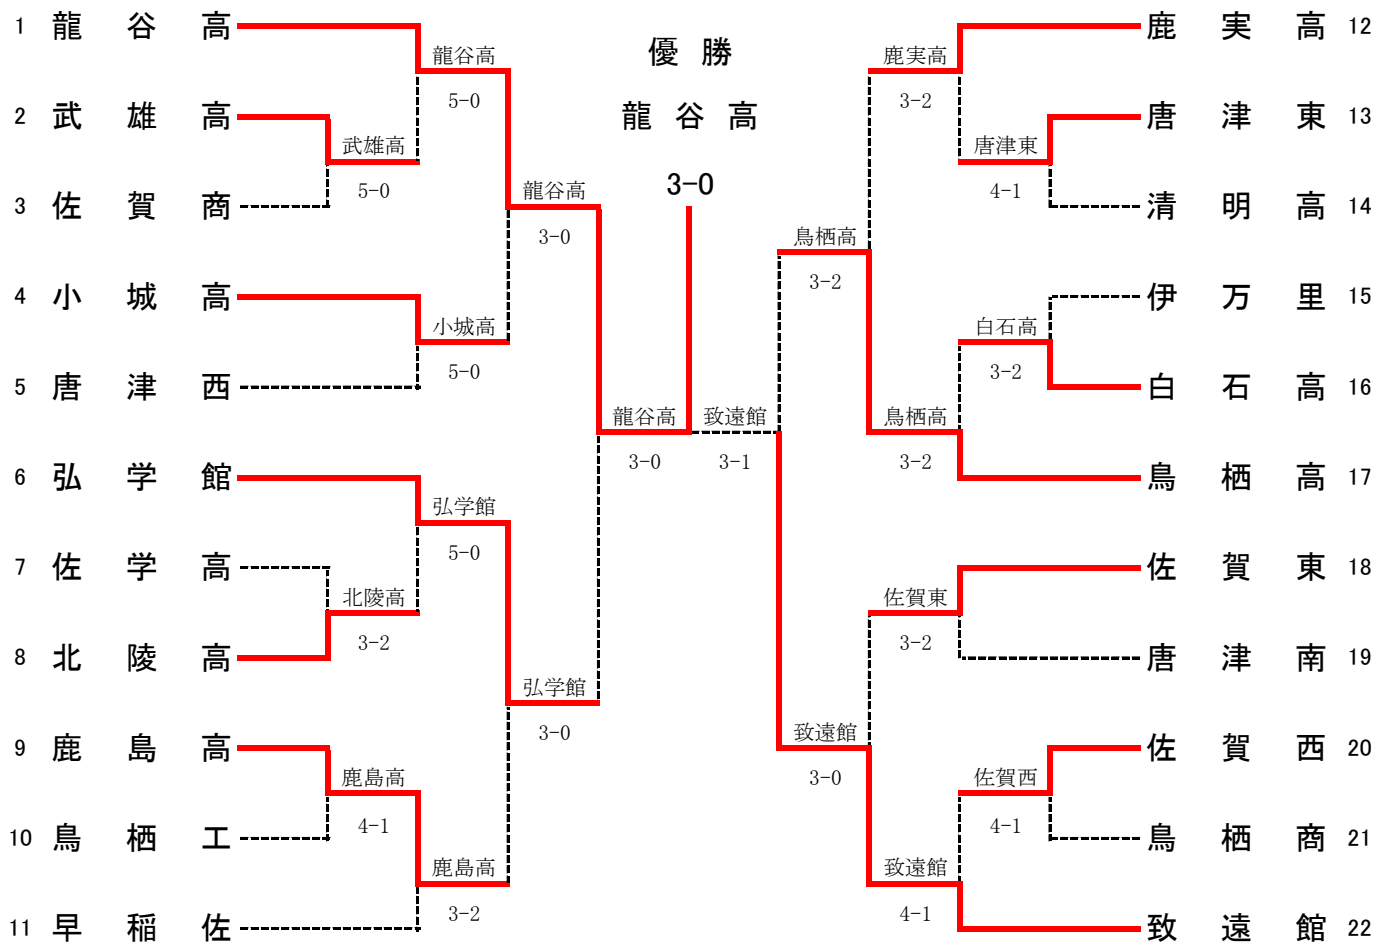 優勝
龍谷高
3-0
1 龍谷高
2 武雄高
3 佐賀商
4 小城高
5 唐津西
6 弘学館
7 佐学高
8 北陵高
9 鹿島高
10 鳥栖工
11 早稲佐
武雄高
5-0
北陵高
3-2
鹿島高
4-1
龍谷高
5-0
小城高
5-0
弘学館
5-0
鹿島高
3-2
龍谷高
3-0
弘学館
3-0
龍谷高
3-0
致遠館
3-1
鳥栖高
3-2
致遠館
3-0
鹿実高
3-2
鳥栖高
3-2
佐賀東
3-2
致遠館
4-1
唐津東
4-1
白石高
3-2
佐賀西
4-1
鹿実高 12
唐津東 13
清明高 14
伊万里 15
白石高 16
鳥栖高 17
佐賀東 18
唐津南 19
佐賀西 20
鳥栖商 21
致遠館 22